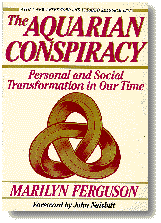 The
AQUARIAN
CONSPIRACY
Personal and Social
Transformation in Our Time
MARILYN FERGUSON
Foreword by John Naisbitt